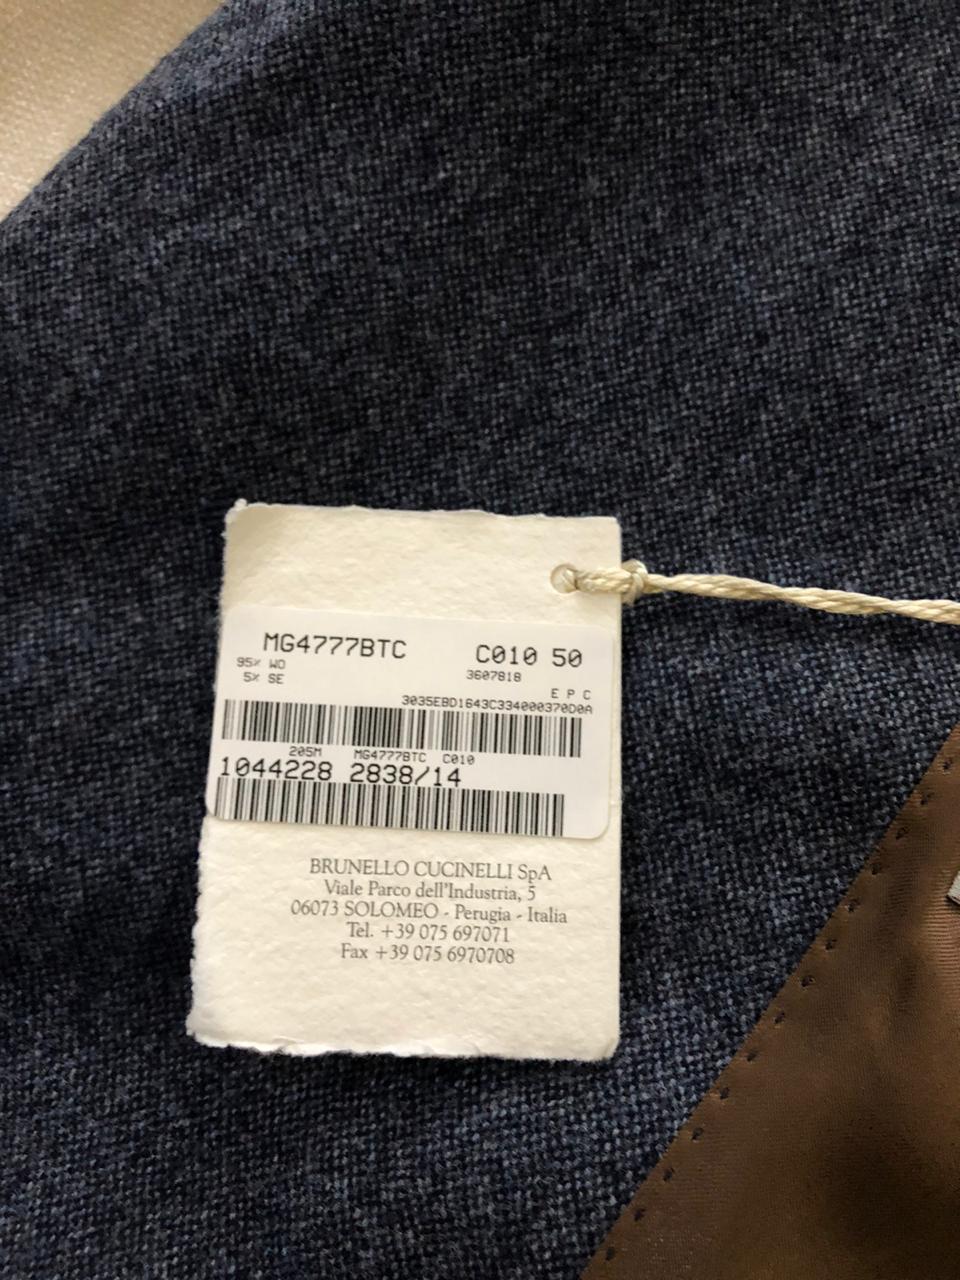 MG4777BTC C010 50
95% WO 3607818
5% SE E P C
3035EBD1643C334000370D0A
205M MG4777BTC C010
1044228 2838/14
BRUNELLO CUCINELLI SpA
Viale Parco dell'Industria, 5
06073 SOLOMEO - Perugia - Italia
Tel. +39 075 697071
Fax +39 075 6970708